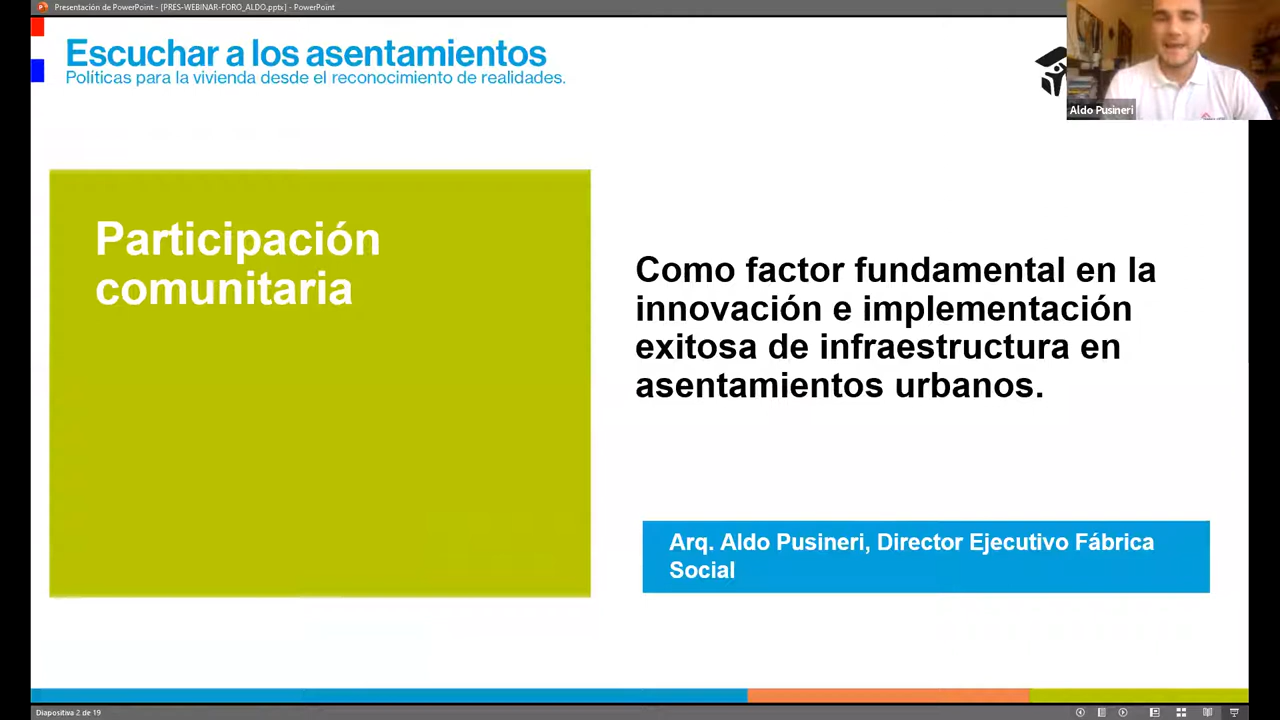 Presentación de PowerPoint - [PRES-WEBINAR-FORO_ALDO.pptx] - PowerPoint
Escuchar a los asentamientos
Políticas para la vivienda desde el reconocimiento de realidades.
Aldo Pusineri
Participación
comunitaria
Como factor fundamental en la
innovación e implementación
exitosa de infraestructura en
asentamientos urbanos.
Arq. Aldo Pusineri, Director Ejecutivo Fábrica
Social
Diapositiva 2 de 19